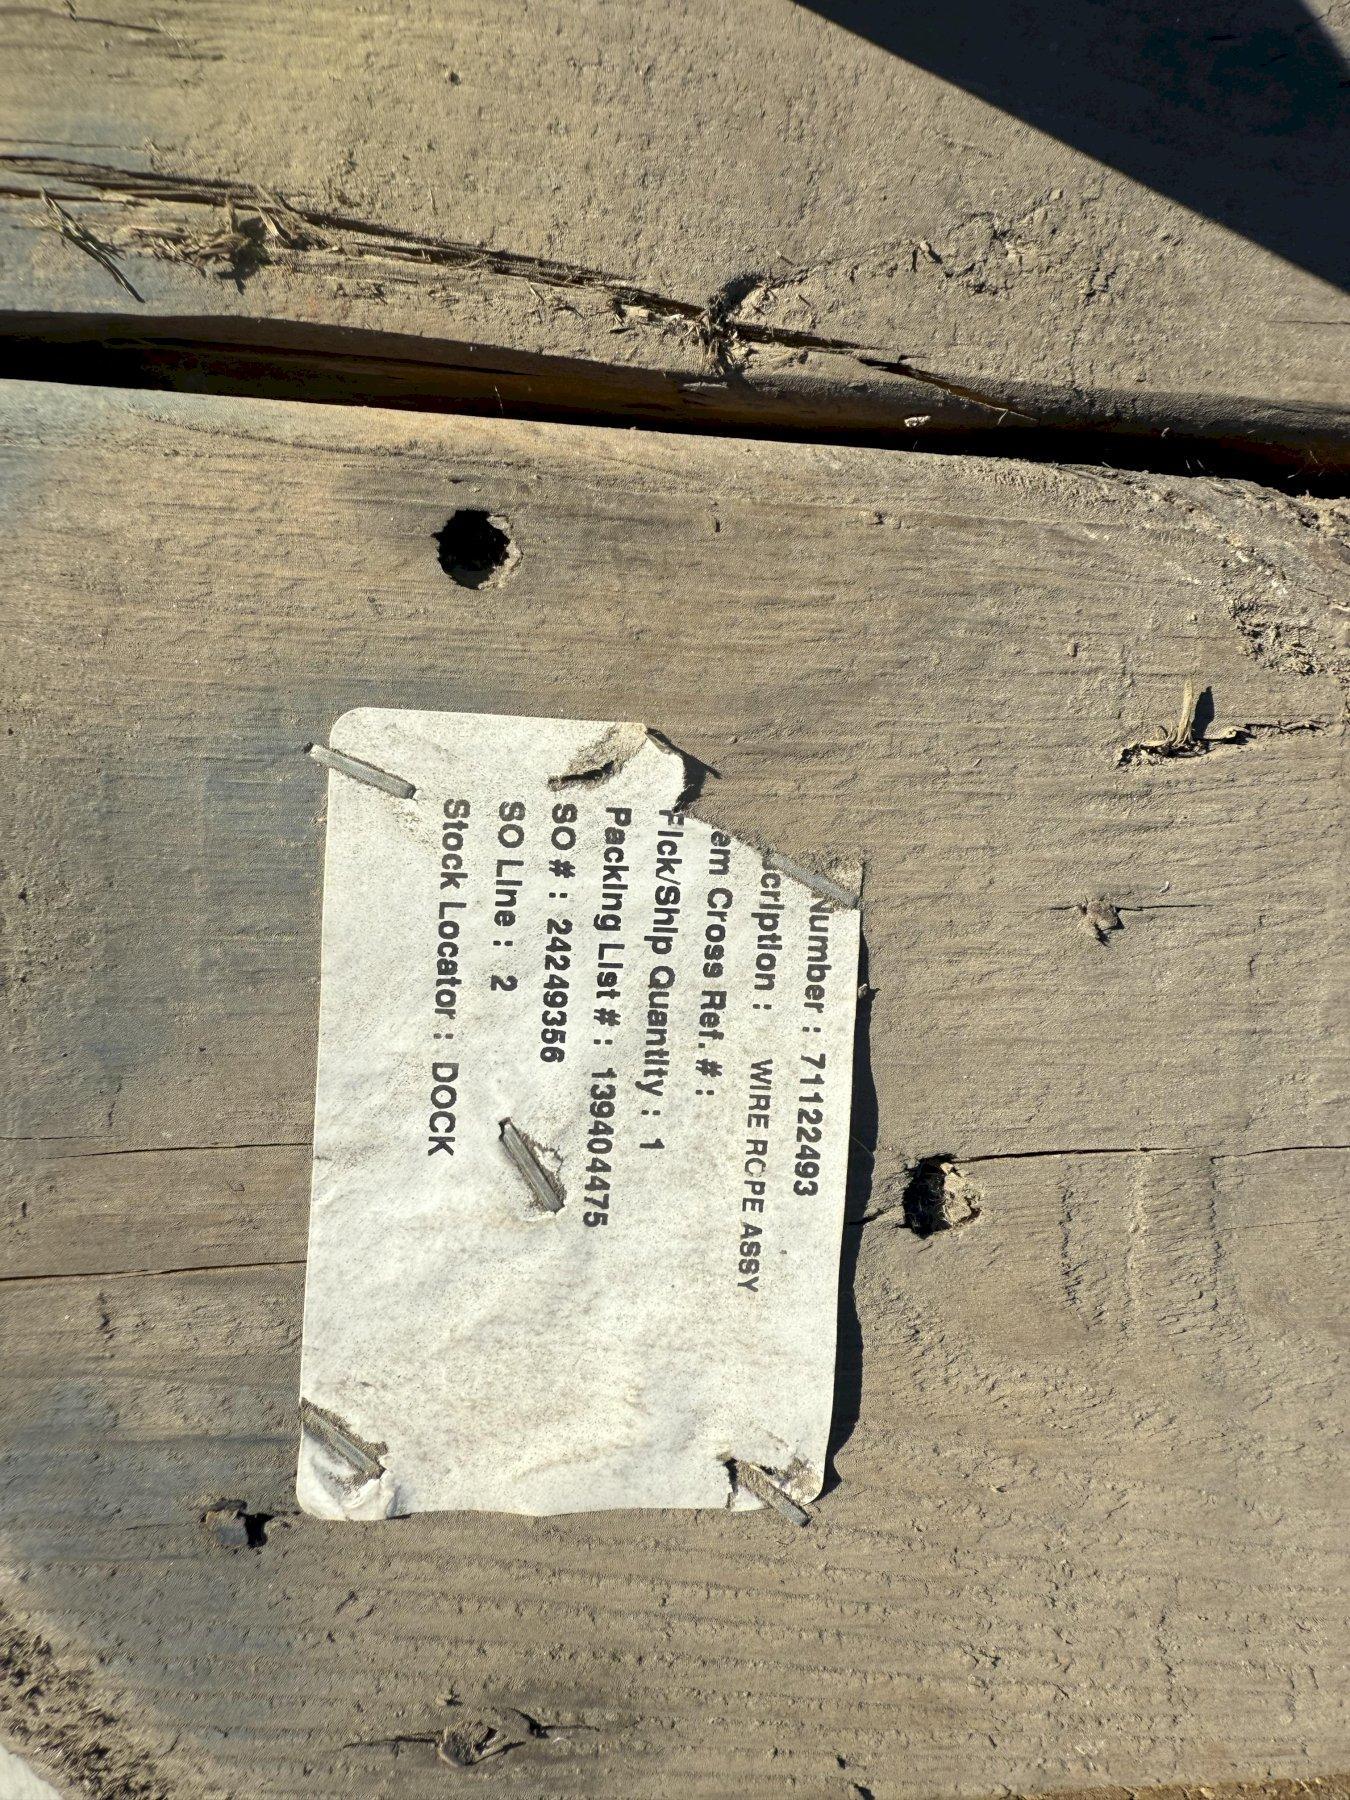 Number : 71122493
cription : WIRE ROPE ASSY
em Cross Ref. # :
Pick/Ship Quantity : 1
Packing List # : 139404475
SO # : 24249356
SO Line : 2
Stock Locator : DOCK